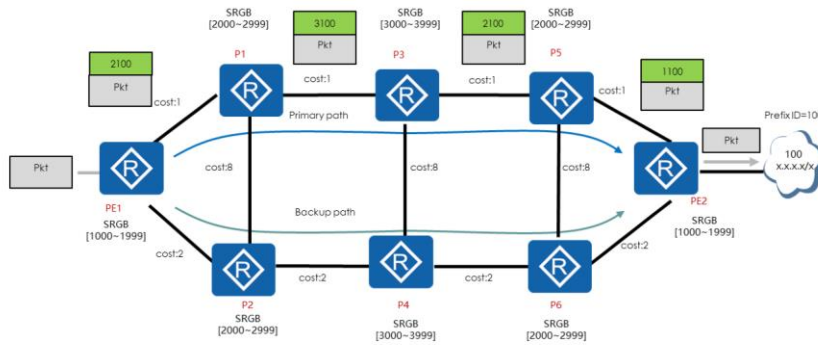 SRGB
[2000~2999]
SRGB
[3000~3999]
SRGB
[2000~2999]
3100
Pkt
2100
Pkt
P1
P3
P5
2100
Pkt
1100
Pkt
cost:1
cost:1
cost:1
cost:1
Primary path
Prefix ID=100
Pkt
Pkt
100
x.x.x.x/x
cost:8
cost:8
cost:8
PE1
SRGB
[1000~1999]
Backup path
PE2
SRGB
[1000~1999]
cost:2
cost:2
cost:2
cost:2
P2
P4
P6
SRGB
[2000~2999]
SRGB
[3000~3999]
SRGB
[2000~2999]
R
R
R
R
R
R
R
R